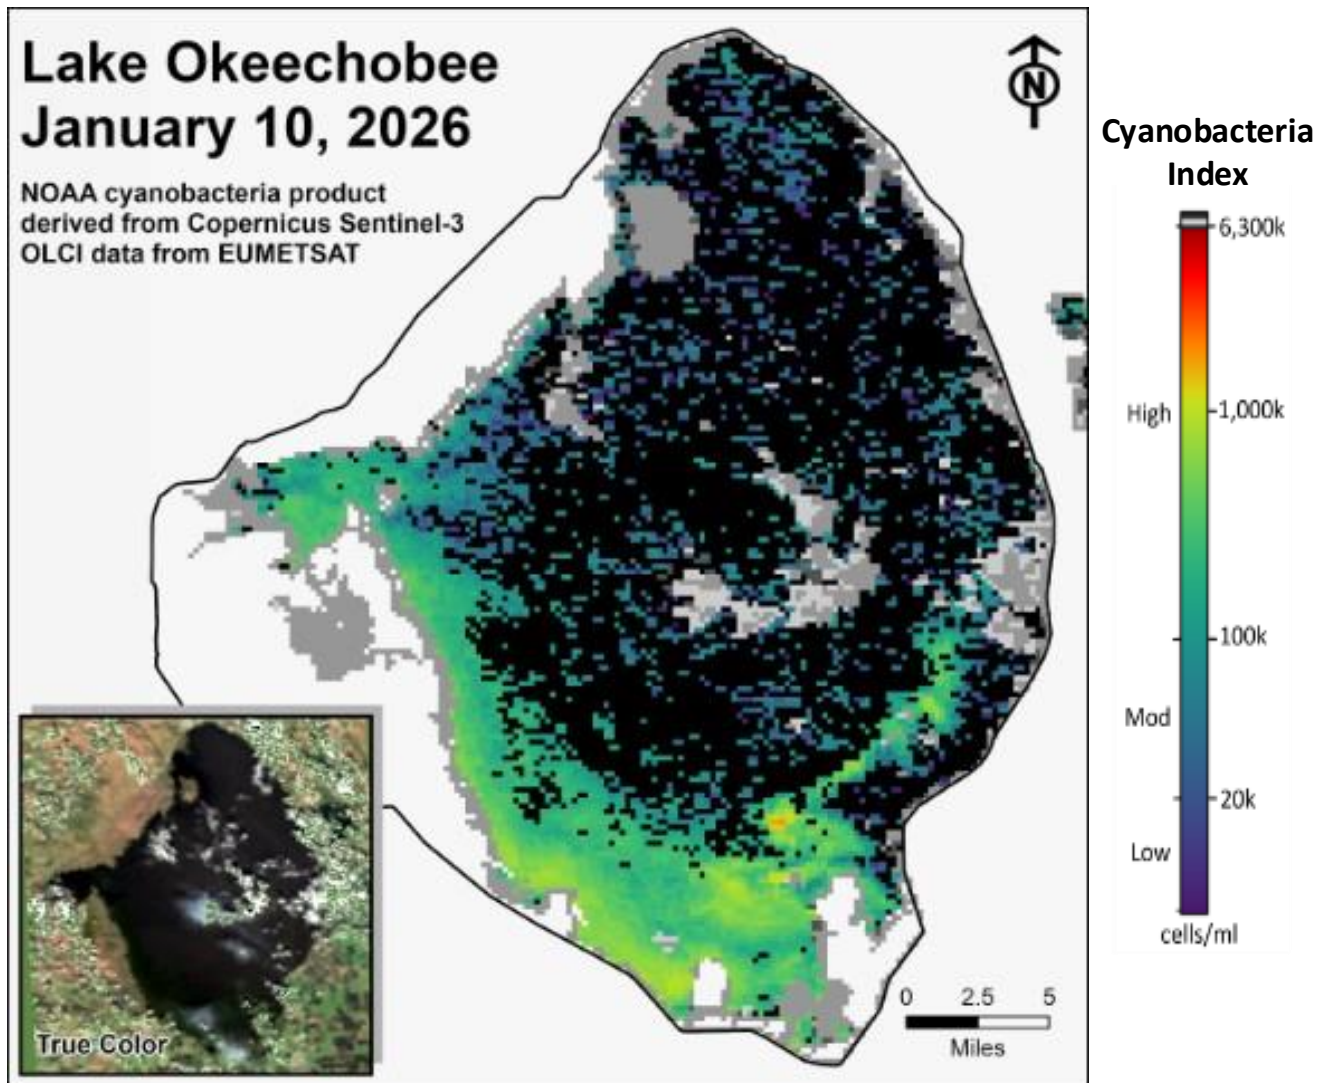 Lake Okeechobee
January 10, 2026
NOAA cyanobacteria product
derived from Copernicus Sentinel-3
OLCI data from EUMETSAT
N
Cyanobacteria
Index
6,300k
High
1,000k
100k
Mod
20k
Low
cells/ml
True Color
0 2.5 5
Miles